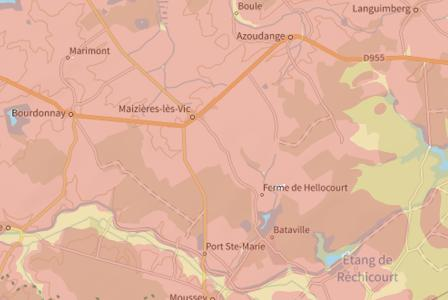 Boule
Languimberg
Azoudange
Marimont
D955
Maizières-lès-Vic
Bourdonnay
Ferme de Hellocourt
Bataville
Port Ste-Marie
Étang de
Réchicourt
Moussey